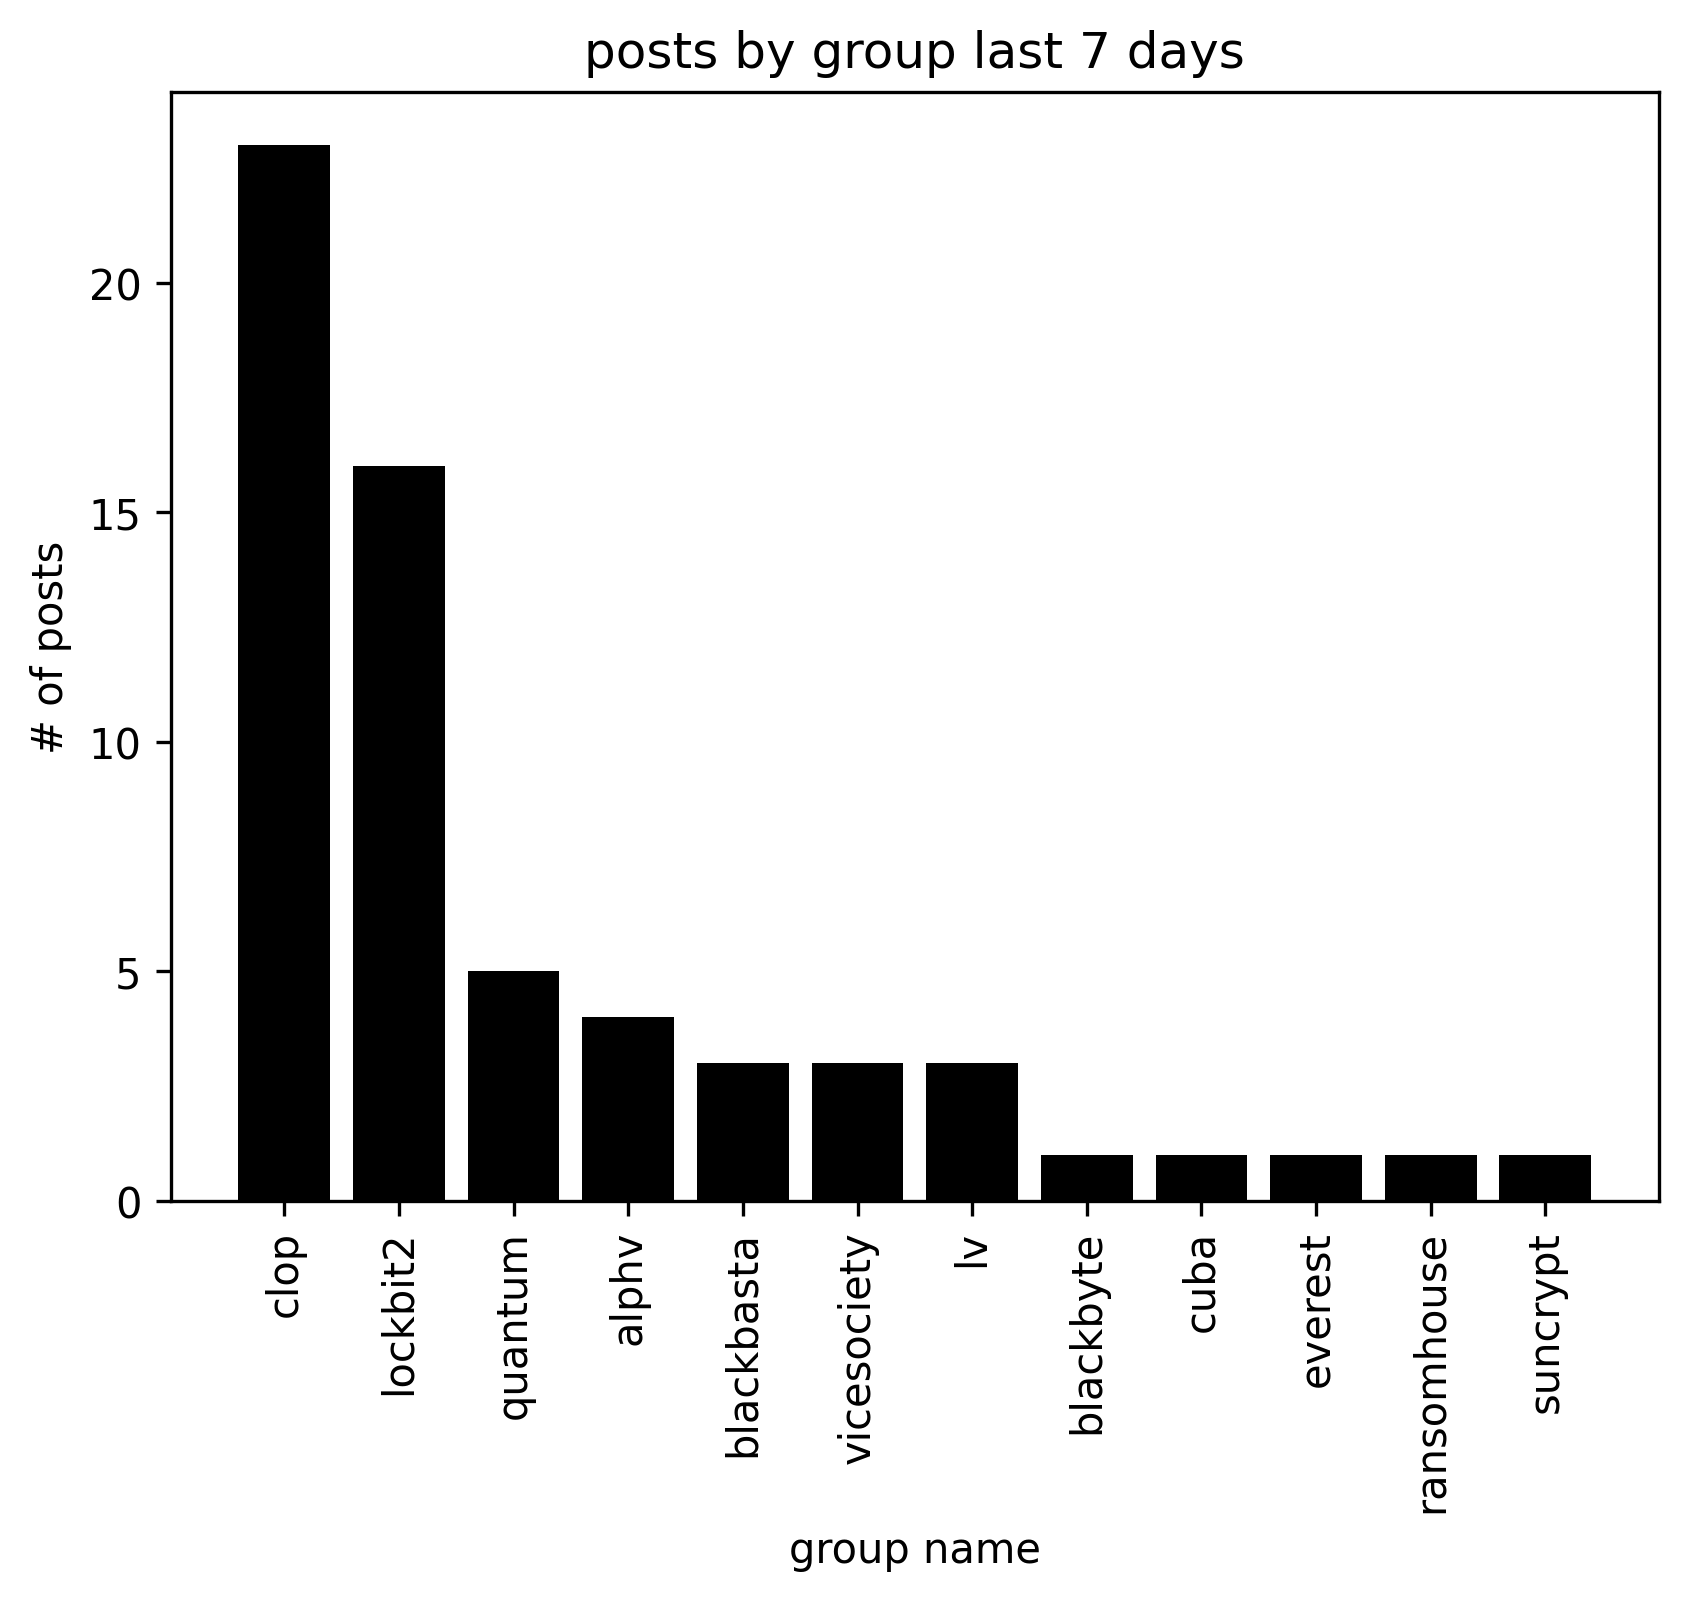 posts by group last 7 days
# of posts
20
15
10
5
0
clop
lockbit2
quantum
alphv
blackbasta
vicesociety
lv
blackbyte
cuba
everest
ransomhouse
suncrypt
group name